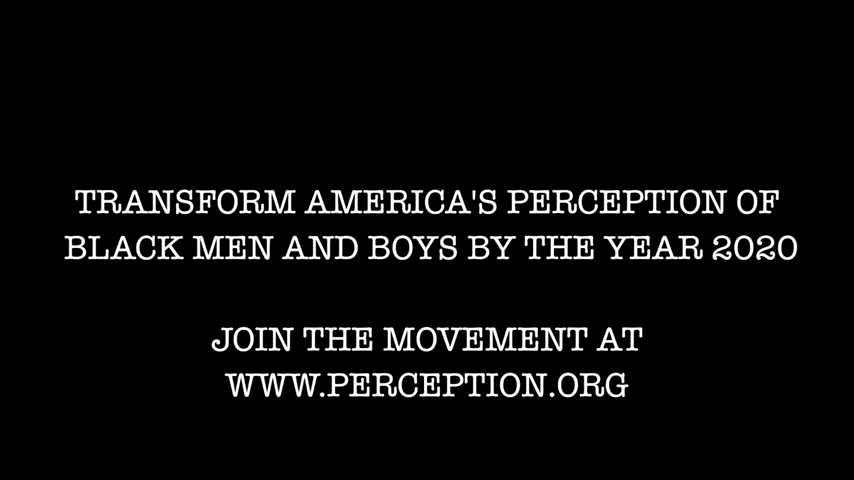 TRANSFORM AMERICA'S PERCEPTION OF
BLACK MEN AND BOYS BY THE YEAR 2020
JOIN THE MOVEMENT AT
WWW.PERCEPTION.ORG